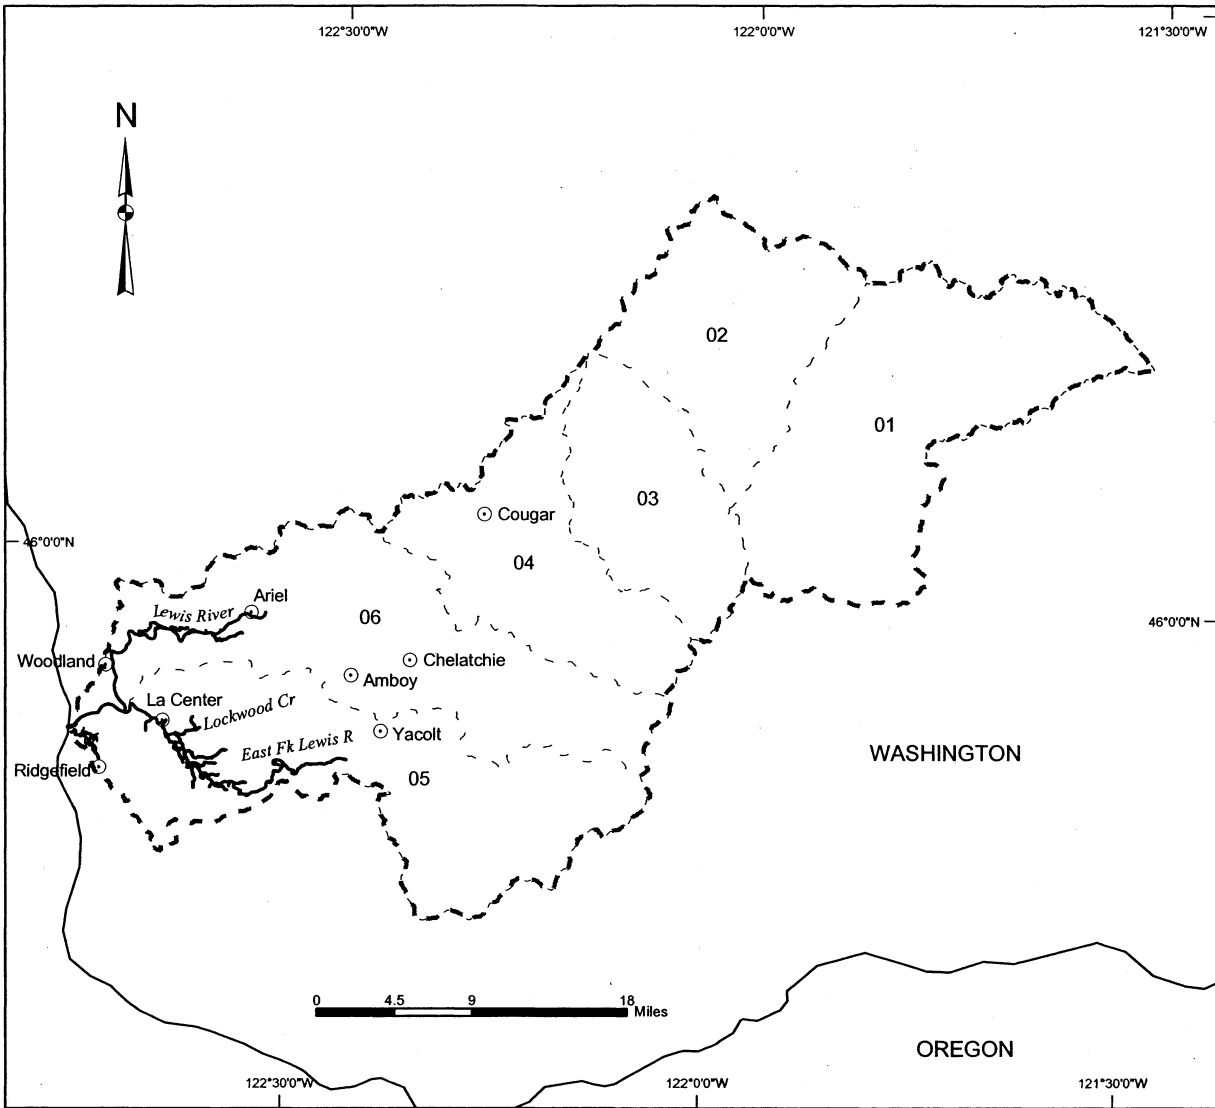 122°30'0"W
122°0'0"W
121°30'0"W
N
02
01
03
Cougar
46°0'0"N
04
Ariel
Lewis River
06
46°0'0"N
Woodland
Chelatchie
Amboy
La Center
Lockwood Cr
Yacolt
East Fk Lewis R
WASHINGTON
Ridgefield
05
0 4.5 9 18
Miles
OREGON
122°30'0"W
122°0'0"W
121°30'0"W